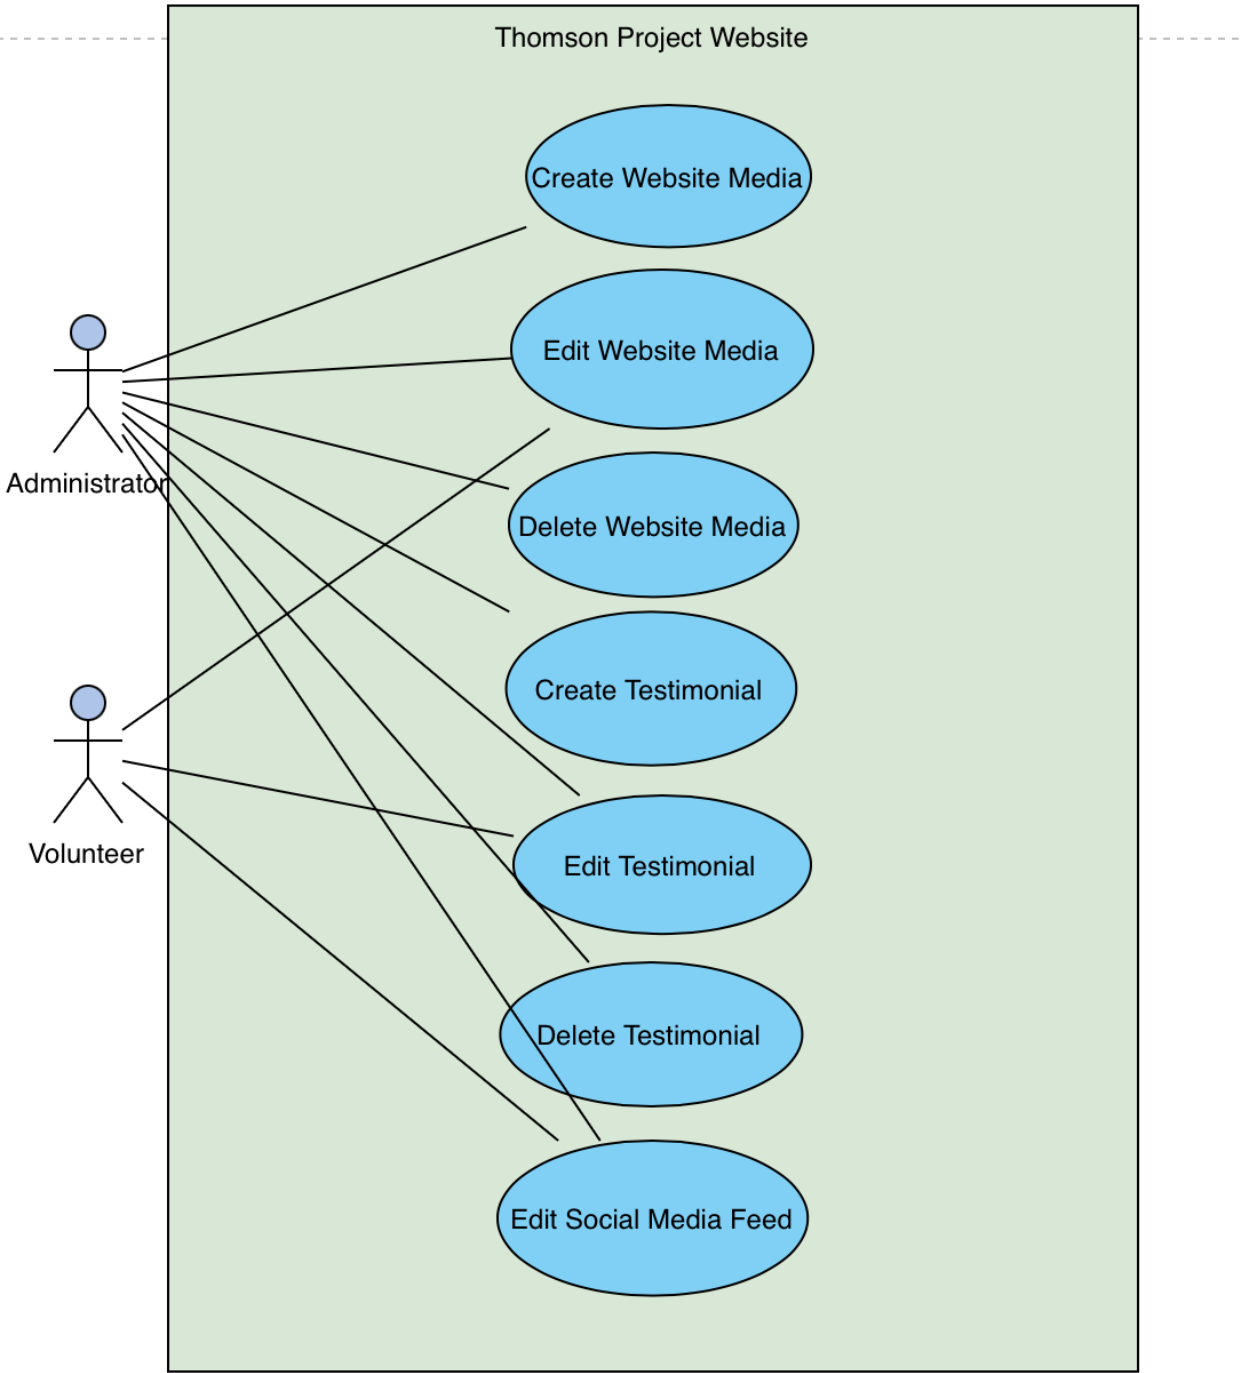 Thomson Project Website
Create Website Media
Edit Website Media
Administrator
Delete Website Media
Create Testimonial
Volunteer
Edit Testimonial
Delete Testimonial
Edit Social Media Feed